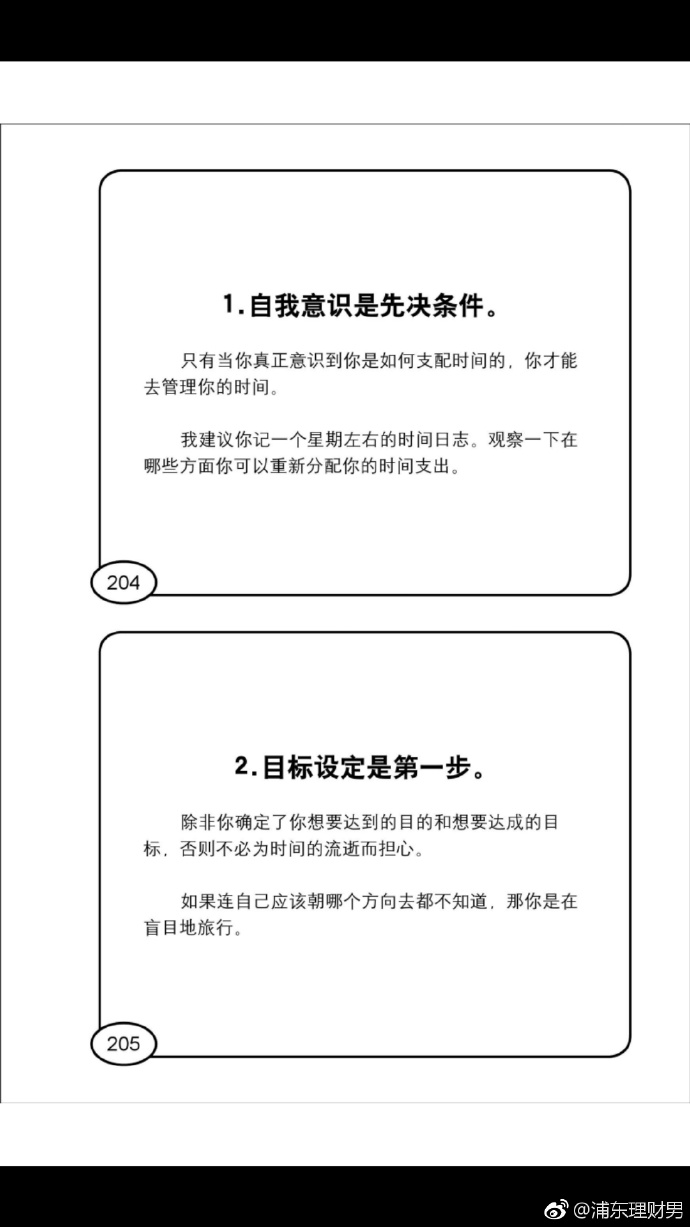 1.自我意识是先决条件。
只有当你真正意识到你是如何支配时间的，你才能
去管理你的时间。
我建议你记一个星期左右的时间日志。观察一下在
哪些方面你可以重新分配你的时间支出。
204
2.目标设定是第一步。
除非你确定了你想要达到的目的和想要达成的目
标，否则不必为时间的流逝而担心。
如果连自己应该朝哪个方向去都不知道，那你是在
盲目地旅行。
205
@浦东理财男